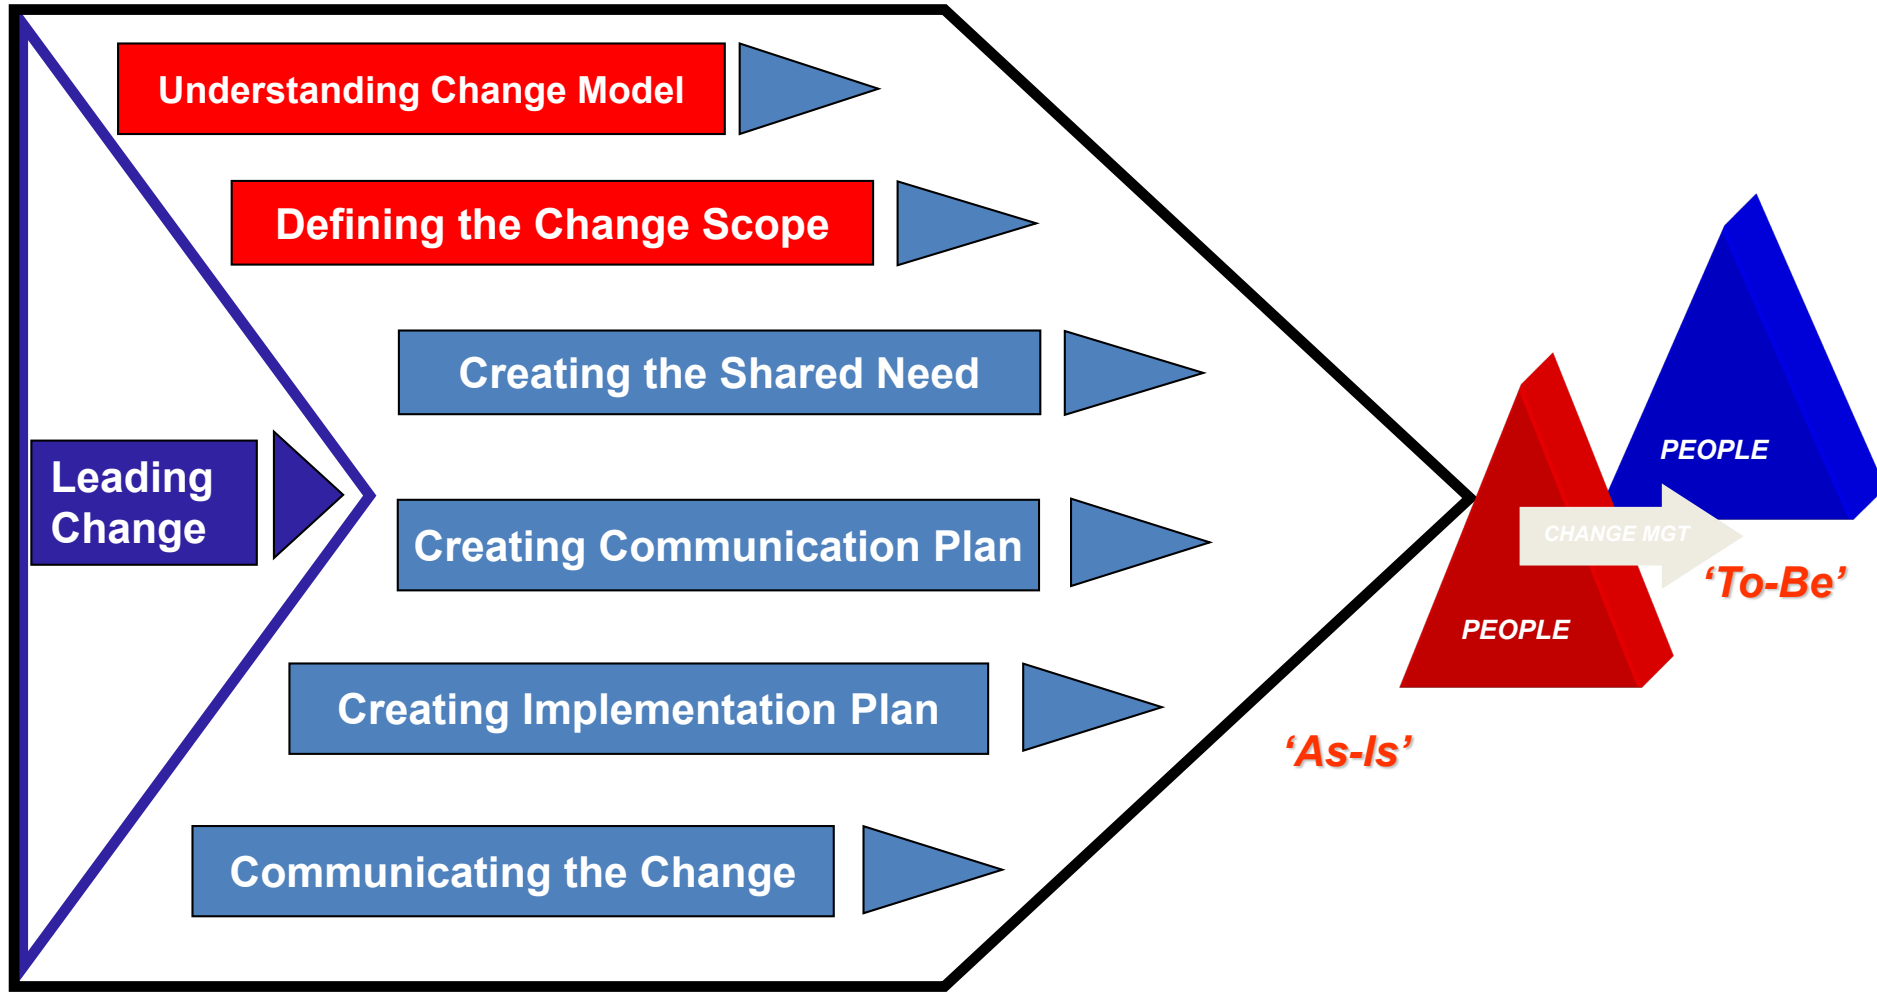 Understanding Change Model
Defining the Change Scope
Creating the Shared Need
Leading
Change
Creating Communication Plan
Creating Implementation Plan
Communicating the Change
PEOPLE
CHANGE MGT
‘To-Be’
PEOPLE
‘As-Is’